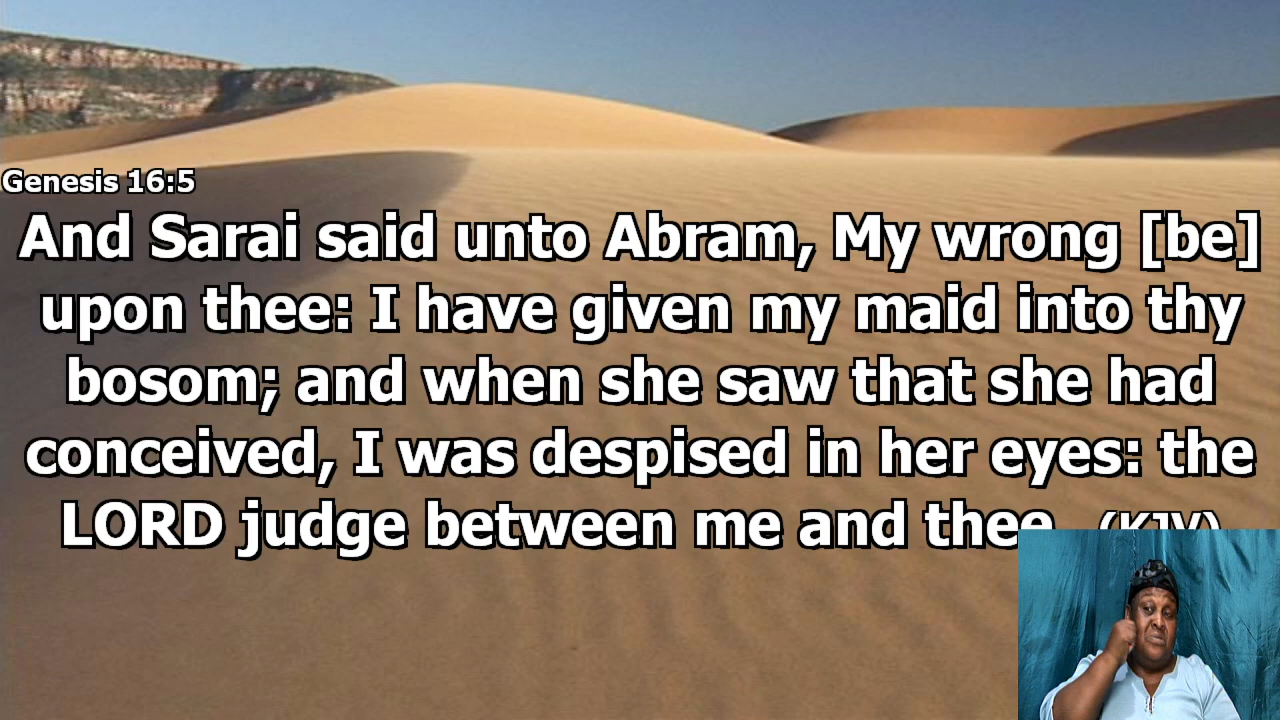 Genesis 16:5
And Sarai said unto Abram, My wrong [be]
upon thee: I have given my maid into thy
bosom; and when she saw that she had
conceived, I was despised in her eyes: the
LORD judge between me and thee. (KJV)